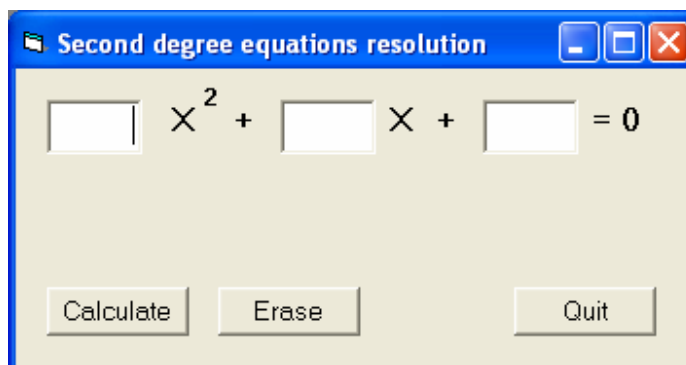 Second degree equations resolution
X² + X + = 0
Calculate Erase Quit